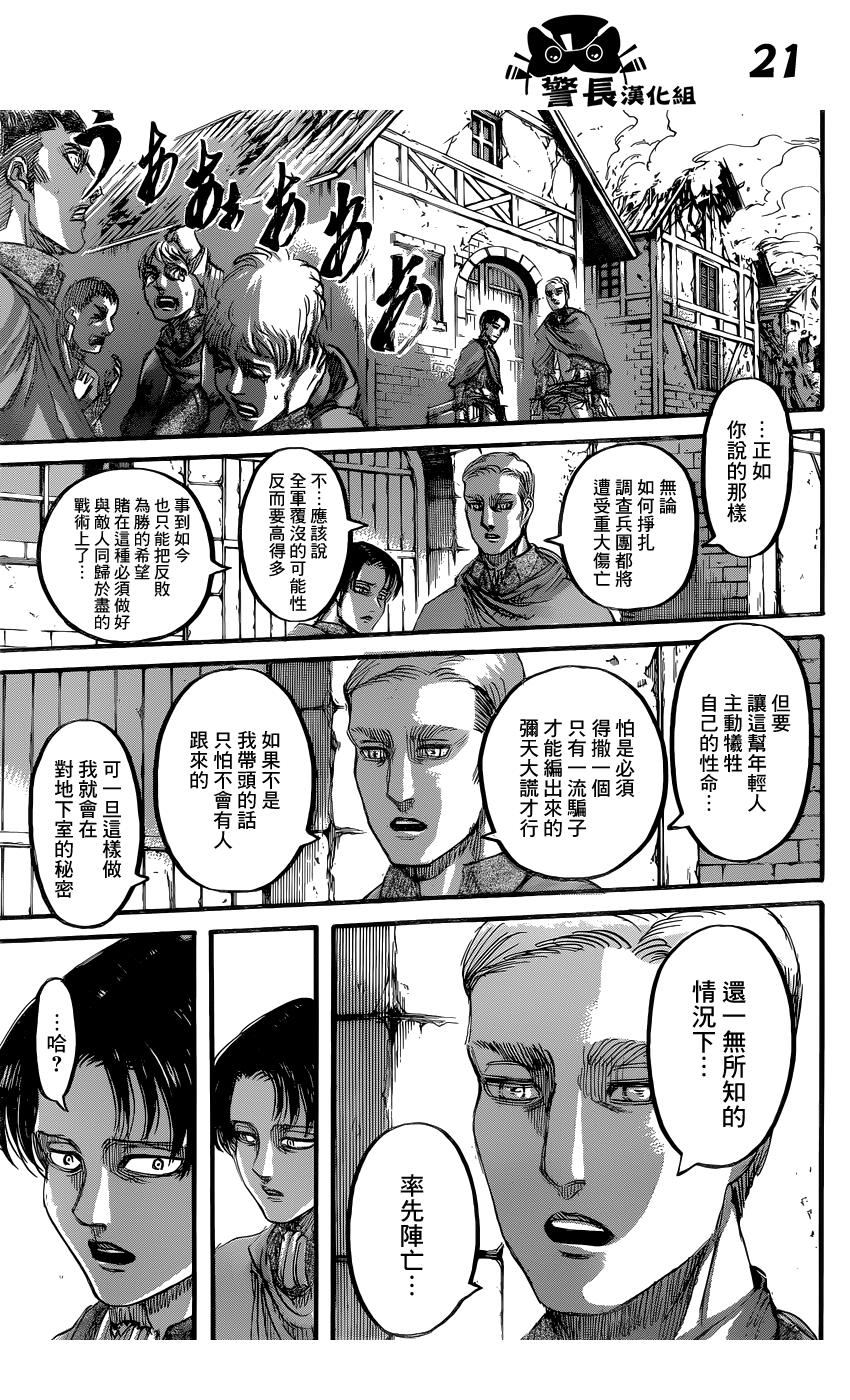 警長漢化組
21
うあああぁああああ
…正如
你說的那樣
無論
如何掙扎
調查兵團都將
遭受重大傷亡
不…應該說
全軍覆沒的可能性
反而要高得多
事到如今
也只能把反敗
為勝的希望
賭在這種必須做好
與敵人同歸於盡的
戰術上了…
但要
讓這幫年輕人
主動犧牲
自己的性命…
怕是必須
得撒一個
只有一流騙子
才能編出來的
彌天大謊才行
如果不是
我帶頭的話
只怕不會有人
跟來的
可一旦這樣做
我就會在
對地下室的秘密
還一無所知的
情況下…
率先陣亡…
…哈?